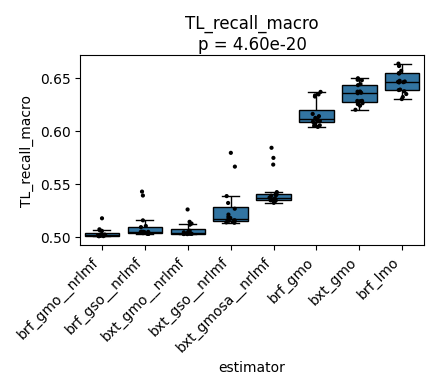 TL_recall_macro
p = 4.60e-20
TL_recall_macro
0.65
0.60
0.55
0.50
brf_gmo__nrlmf
brf_gso__nrlmf
bxt_gmo__nrlmf
bxt_gso__nrlmf
bxt_gmosa__nrlmf
brf_gmo
bxt_gmo
brf_lmo
estimator